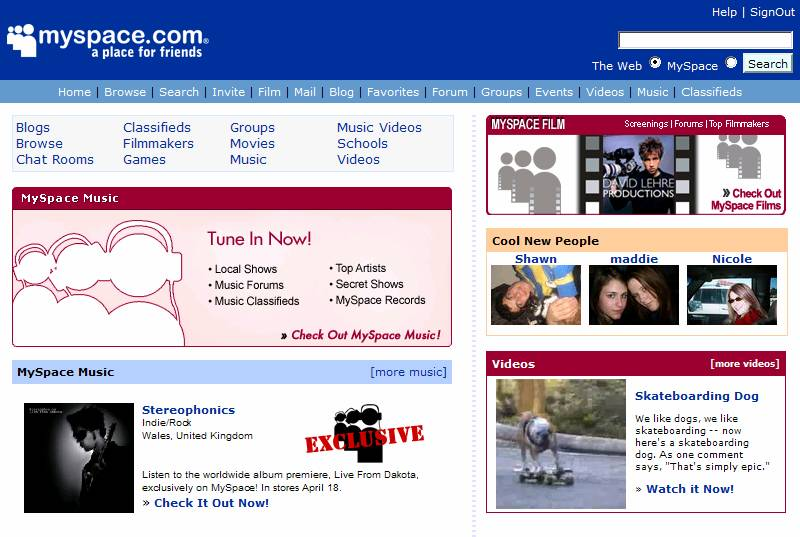 Help | SignOut
myspace.com®
a place for friends
The Web MySpace Search
Home | Browse | Search | Invite | Film | Mail | Blog | Favorites | Forum | Groups | Events | Videos | Music | Classifieds
Blogs Classifieds Groups Music Videos
Browse Filmmakers Movies Schools
Chat Rooms Games Music Videos
MySpace Music
Tune In Now!
• Local Shows • Top Artists
• Music Forums • Secret Shows
• Music Classifieds • MySpace Records
» Check Out MySpace Music!
MySpace Music [more music]
Stereophonics
Indie/Rock
Wales, United Kingdom
EXCLUSIVE
Listen to the worldwide album premiere, Live From Dakota,
exclusively on MySpace! In stores April 18.
» Check It Out Now!
MYSPACE FILM Screenings | Forums | Top Filmmakers
DAVID LEHRE
PRODUCTIONS
» Check Out
MySpace Films
Cool New People
Shawn maddie Nicole
Videos [more videos]
Skateboarding Dog
We like dogs, we like
skateboarding -- now
here's a skateboarding
dog. As one comment
says, "That's simply epic."
» Watch it Now!